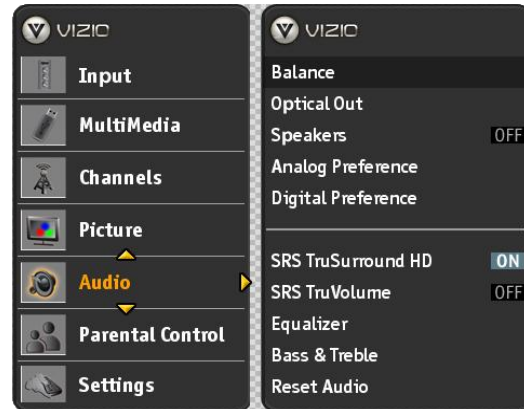 VIZIO
Input
MultiMedia
Channels
Picture
Audio
Parental Control
Settings
VIZIO
Balance
Optical Out
Speakers OFF
Analog Preference
Digital Preference
SRS TruSurround HD ON
SRS TruVolume OFF
Equalizer
Bass & Treble
Reset Audio